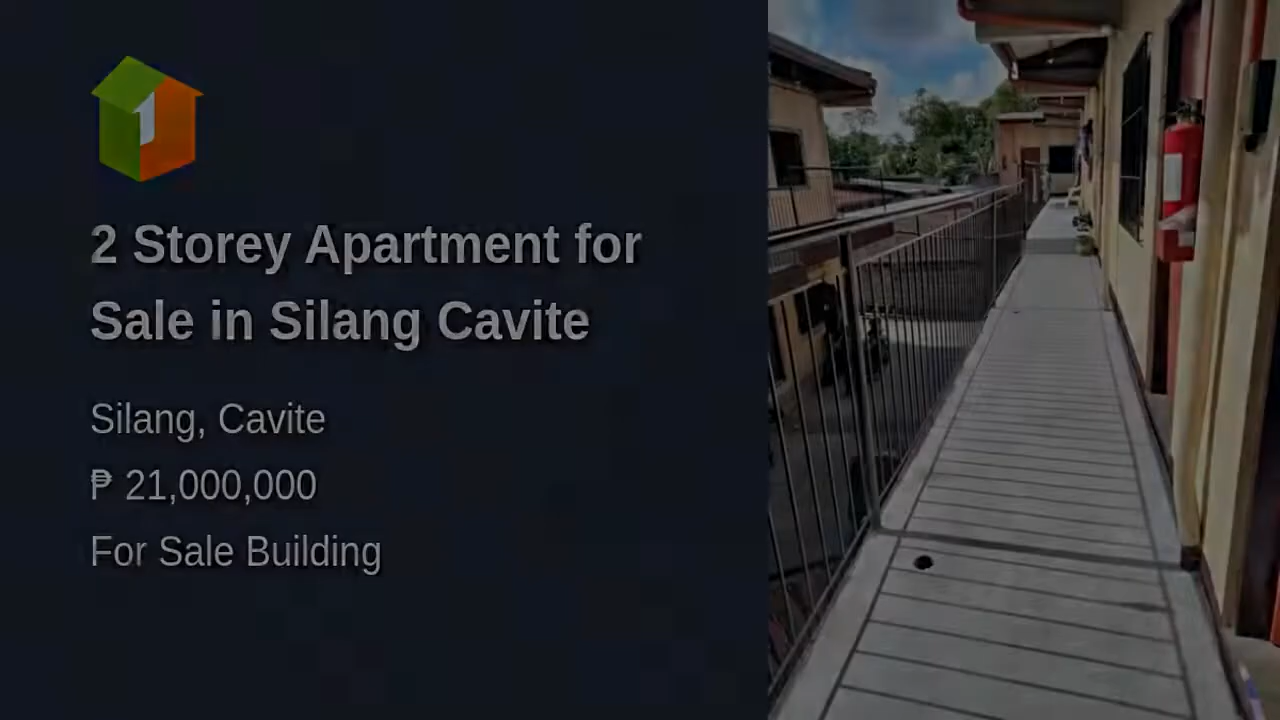 2 Storey Apartment for
Sale in Silang Cavite
Silang, Cavite
₱ 21,000,000
For Sale Building